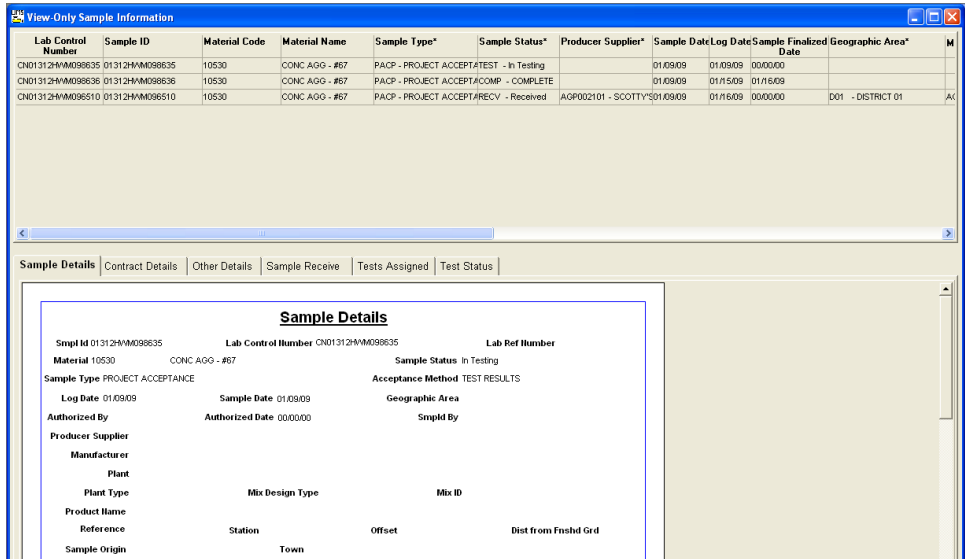 View-Only Sample Information
Lab Control Number Sample ID Material Code Material Name Sample Type* Sample Status* Producer Supplier* Sample Date Log Date Sample Finalized Date Geographic Area* M
CN01312HWM098635 01312HWM098635 10530 CONC AGG - #67 PACP - PROJECT ACCEPTA TEST - In Testing 01/09/09 01/09/09 00/00/00
CN01312HWM098636 01312HWM098636 10530 CONC AGG - #67 PACP - PROJECT ACCEPTA COMP - COMPLETE 01/09/09 01/15/09 01/16/09
CN01312HWM096510 01312HWM096510 10530 CONC AGG - #67 PACP - PROJECT ACCEPTA RECV - Received AGP002101 - SCOTTY'S 01/09/09 01/16/09 00/00/00 D01 - DISTRICT 01 AC
Sample Details Contract Details Other Details Sample Receive Tests Assigned Test Status
Sample Details
Smpl Id 01312HWM098635 Lab Control Number CN01312HWM098635 Lab Ref Number
Material 10530 CONC AGG - #67 Sample Status In Testing
Sample Type PROJECT ACCEPTANCE Acceptance Method TEST RESULTS
Log Date 01/09/09 Sample Date 01/09/09 Geographic Area
Authorized By Authorized Date 00/00/00 Smpld By
Producer Supplier
Manufacturer
Plant
Plant Type Mix Design Type Mix ID
Product Name
Reference Station Offset Dist from Fnshd Grd
Sample Origin Town